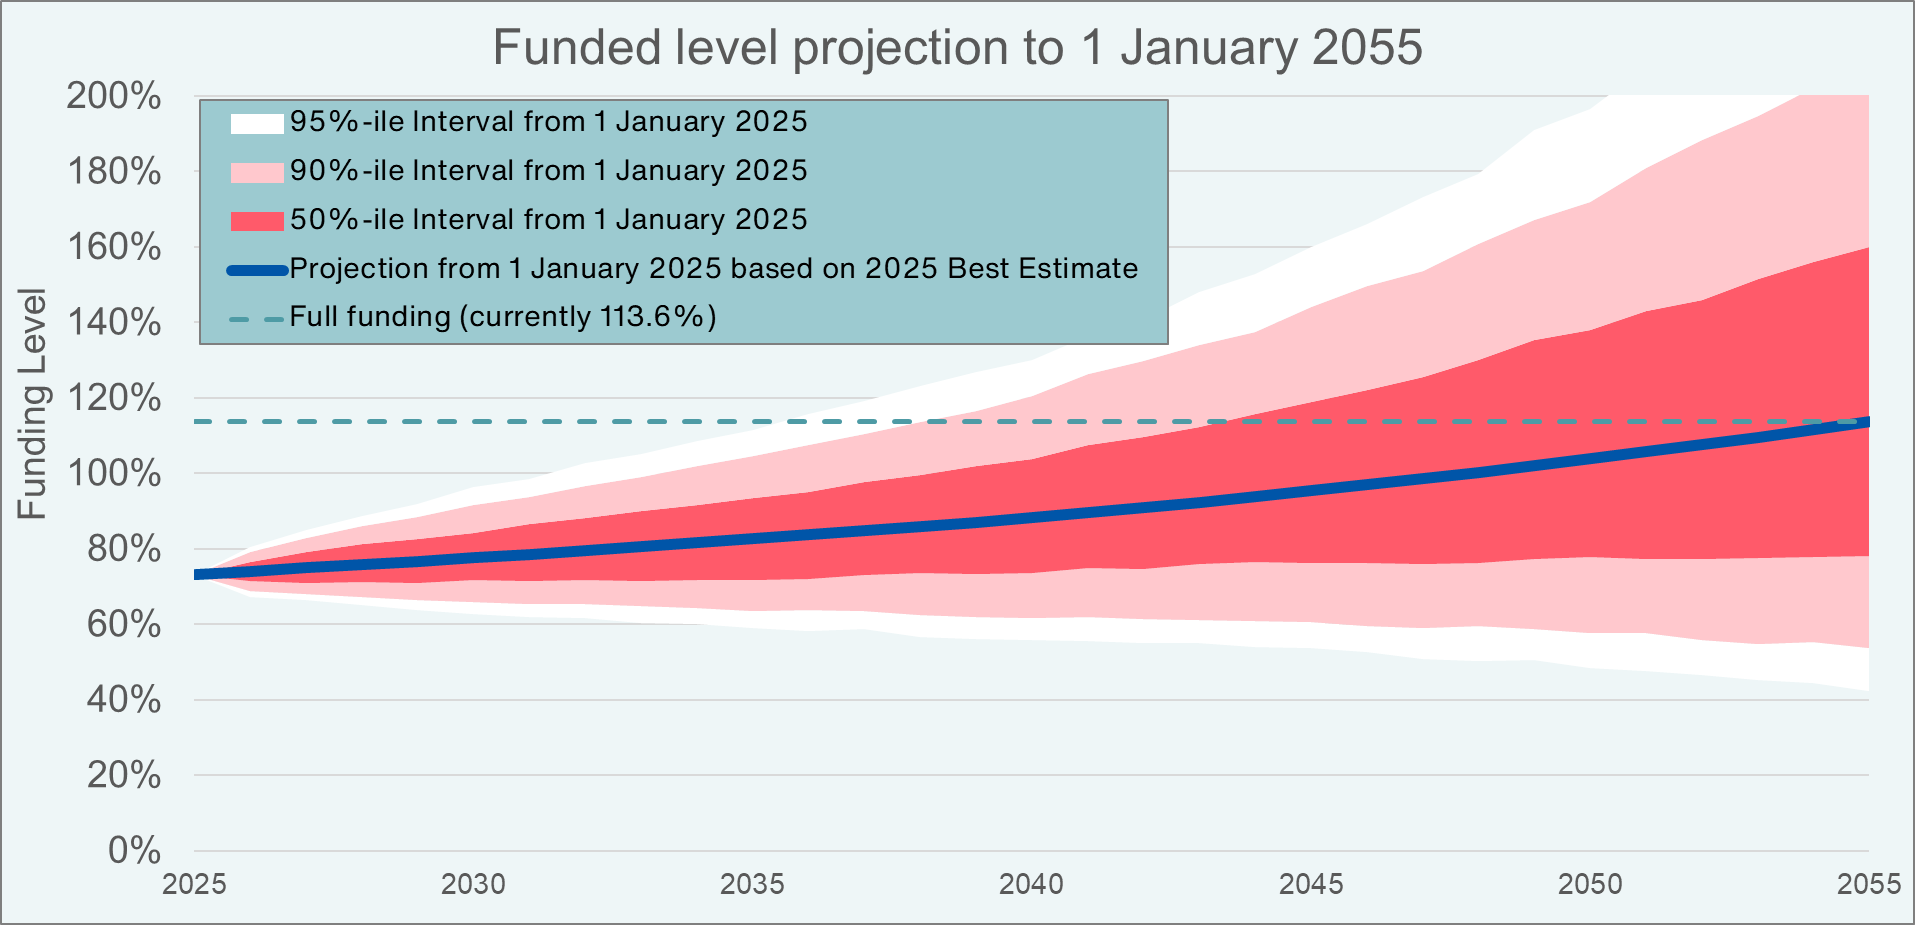 Funded level projection to 1 January 2055
Funding Level
200%
180%
160%
140%
120%
100%
80%
60%
40%
20%
0%
95%-ile Interval from 1 January 2025
90%-ile Interval from 1 January 2025
50%-ile Interval from 1 January 2025
Projection from 1 January 2025 based on 2025 Best Estimate
Full funding (currently 113.6%)
2025 2030 2035 2040 2045 2050 2055